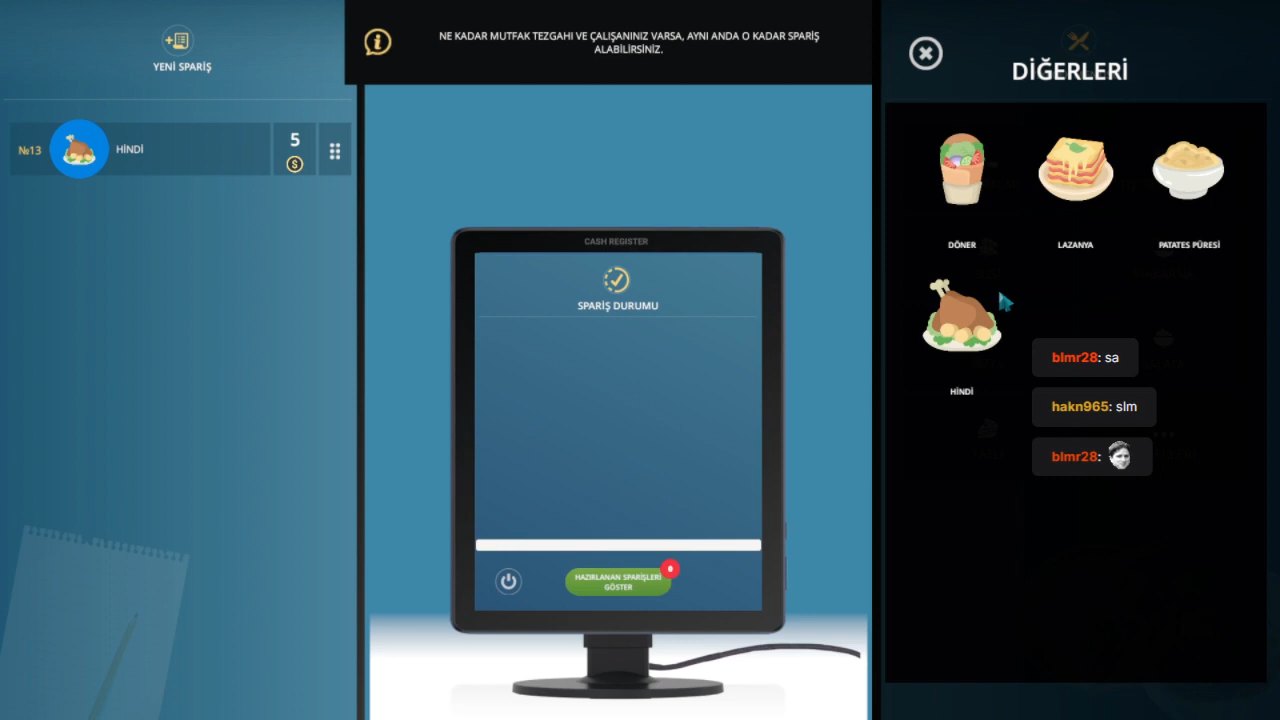 YENİ SPARİŞ
№13
HİNDİ
5
NE KADAR MUTFAK TEZGAHI VE ÇALIŞANINIZ VARSA, AYNI ANDA O KADAR SPARİŞ
ALABİLİRSİNİZ.
CASH REGISTER
SPARİŞ DURUMU
HAZIRLANAN SPARİŞLERİ
GÖSTER
0
DİĞERLERİ
DÖNER
LAZANYA
PATATES PÜRESİ
HİNDİ
blmr28: sa
hakn965: slm
blmr28: